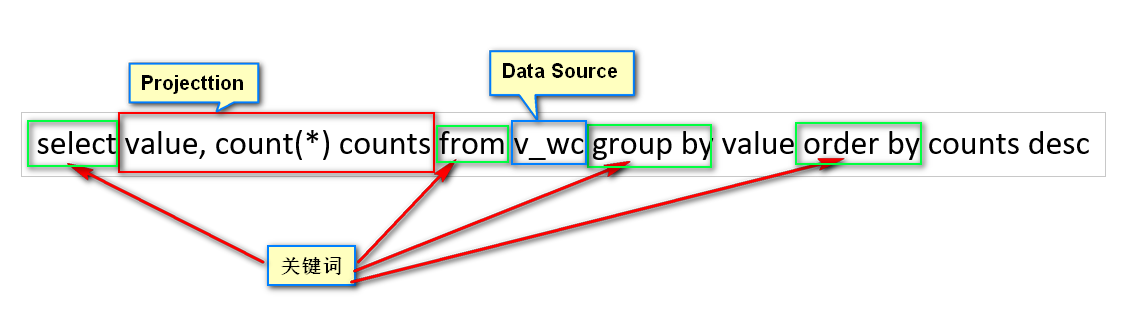 Projecttion
Data Source
select value, count(*) counts from v_wc group by value order by counts desc
关键词